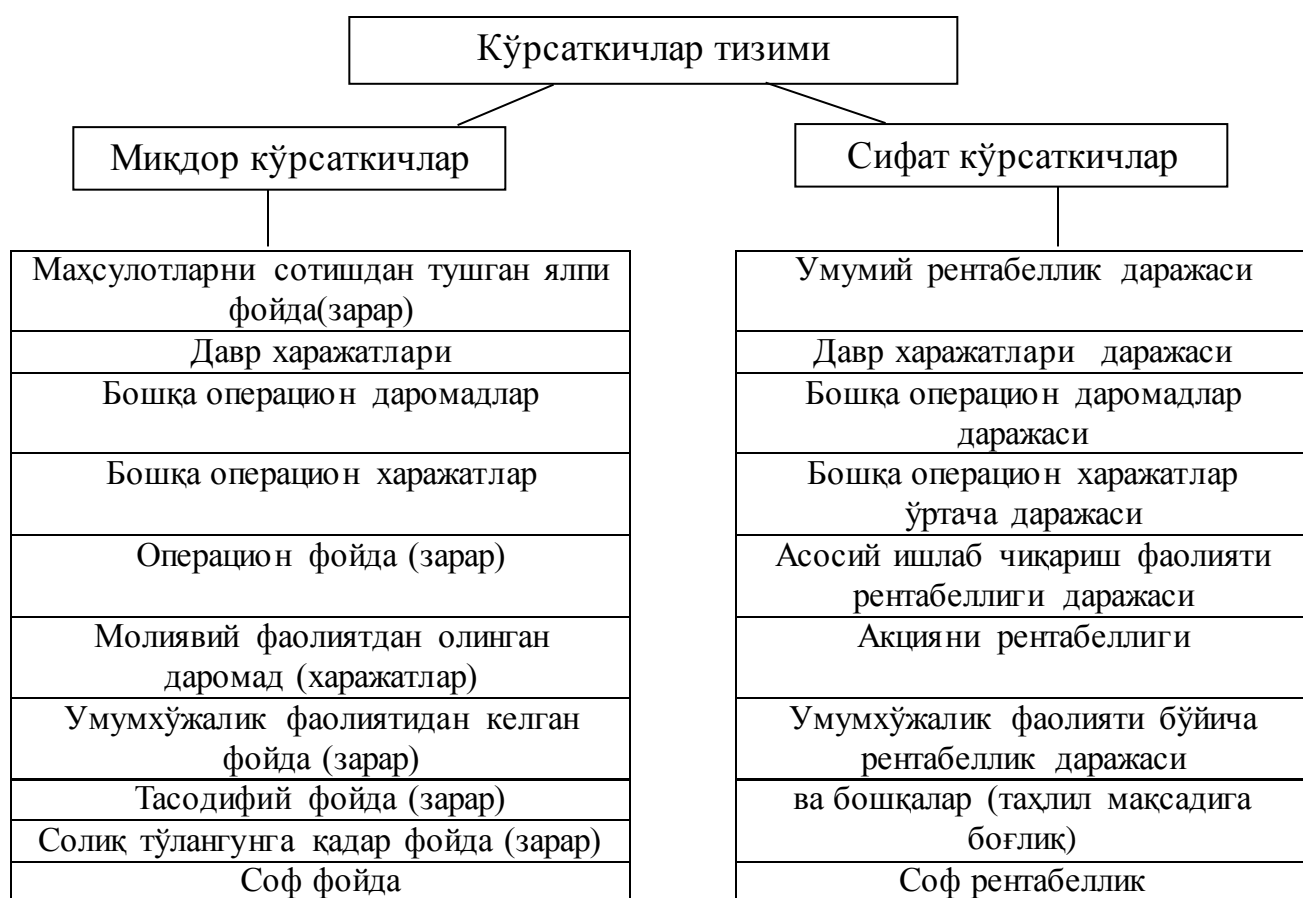 Кўрсаткичлар тизими
Миқдор кўрсаткичлар
Сифат кўрсаткичлар
Маҳсулотларни сотишдан тушган ялпи
фойда(зарар)
Давр харажатлари
Бошқа операцион даромадлар
Бошқа операцион харажатлар
Операцион фойда (зарар)
Молиявий фаолиятдан олинган
даромад (харажатлар)
Умумхўжалик фаолиятидан келган
фойда (зарар)
Тасодифий фойда (зарар)
Солиқ тўлангунга қадар фойда (зарар)
Соф фойда
Умумий рентабеллик даражаси
Давр харажатлари даражаси
Бошқа операцион даромадлар
даражаси
Бошқа операцион харажатлар
ўртача даражаси
Асосий ишлаб чиқариш фаолияти
рентабеллиги даражаси
Акцияни рентабеллиги
Умумхўжалик фаолияти бўйича
рентабеллик даражаси
ва бошқалар (таҳлил мақсадига
боғлиқ)
Соф рентабеллик